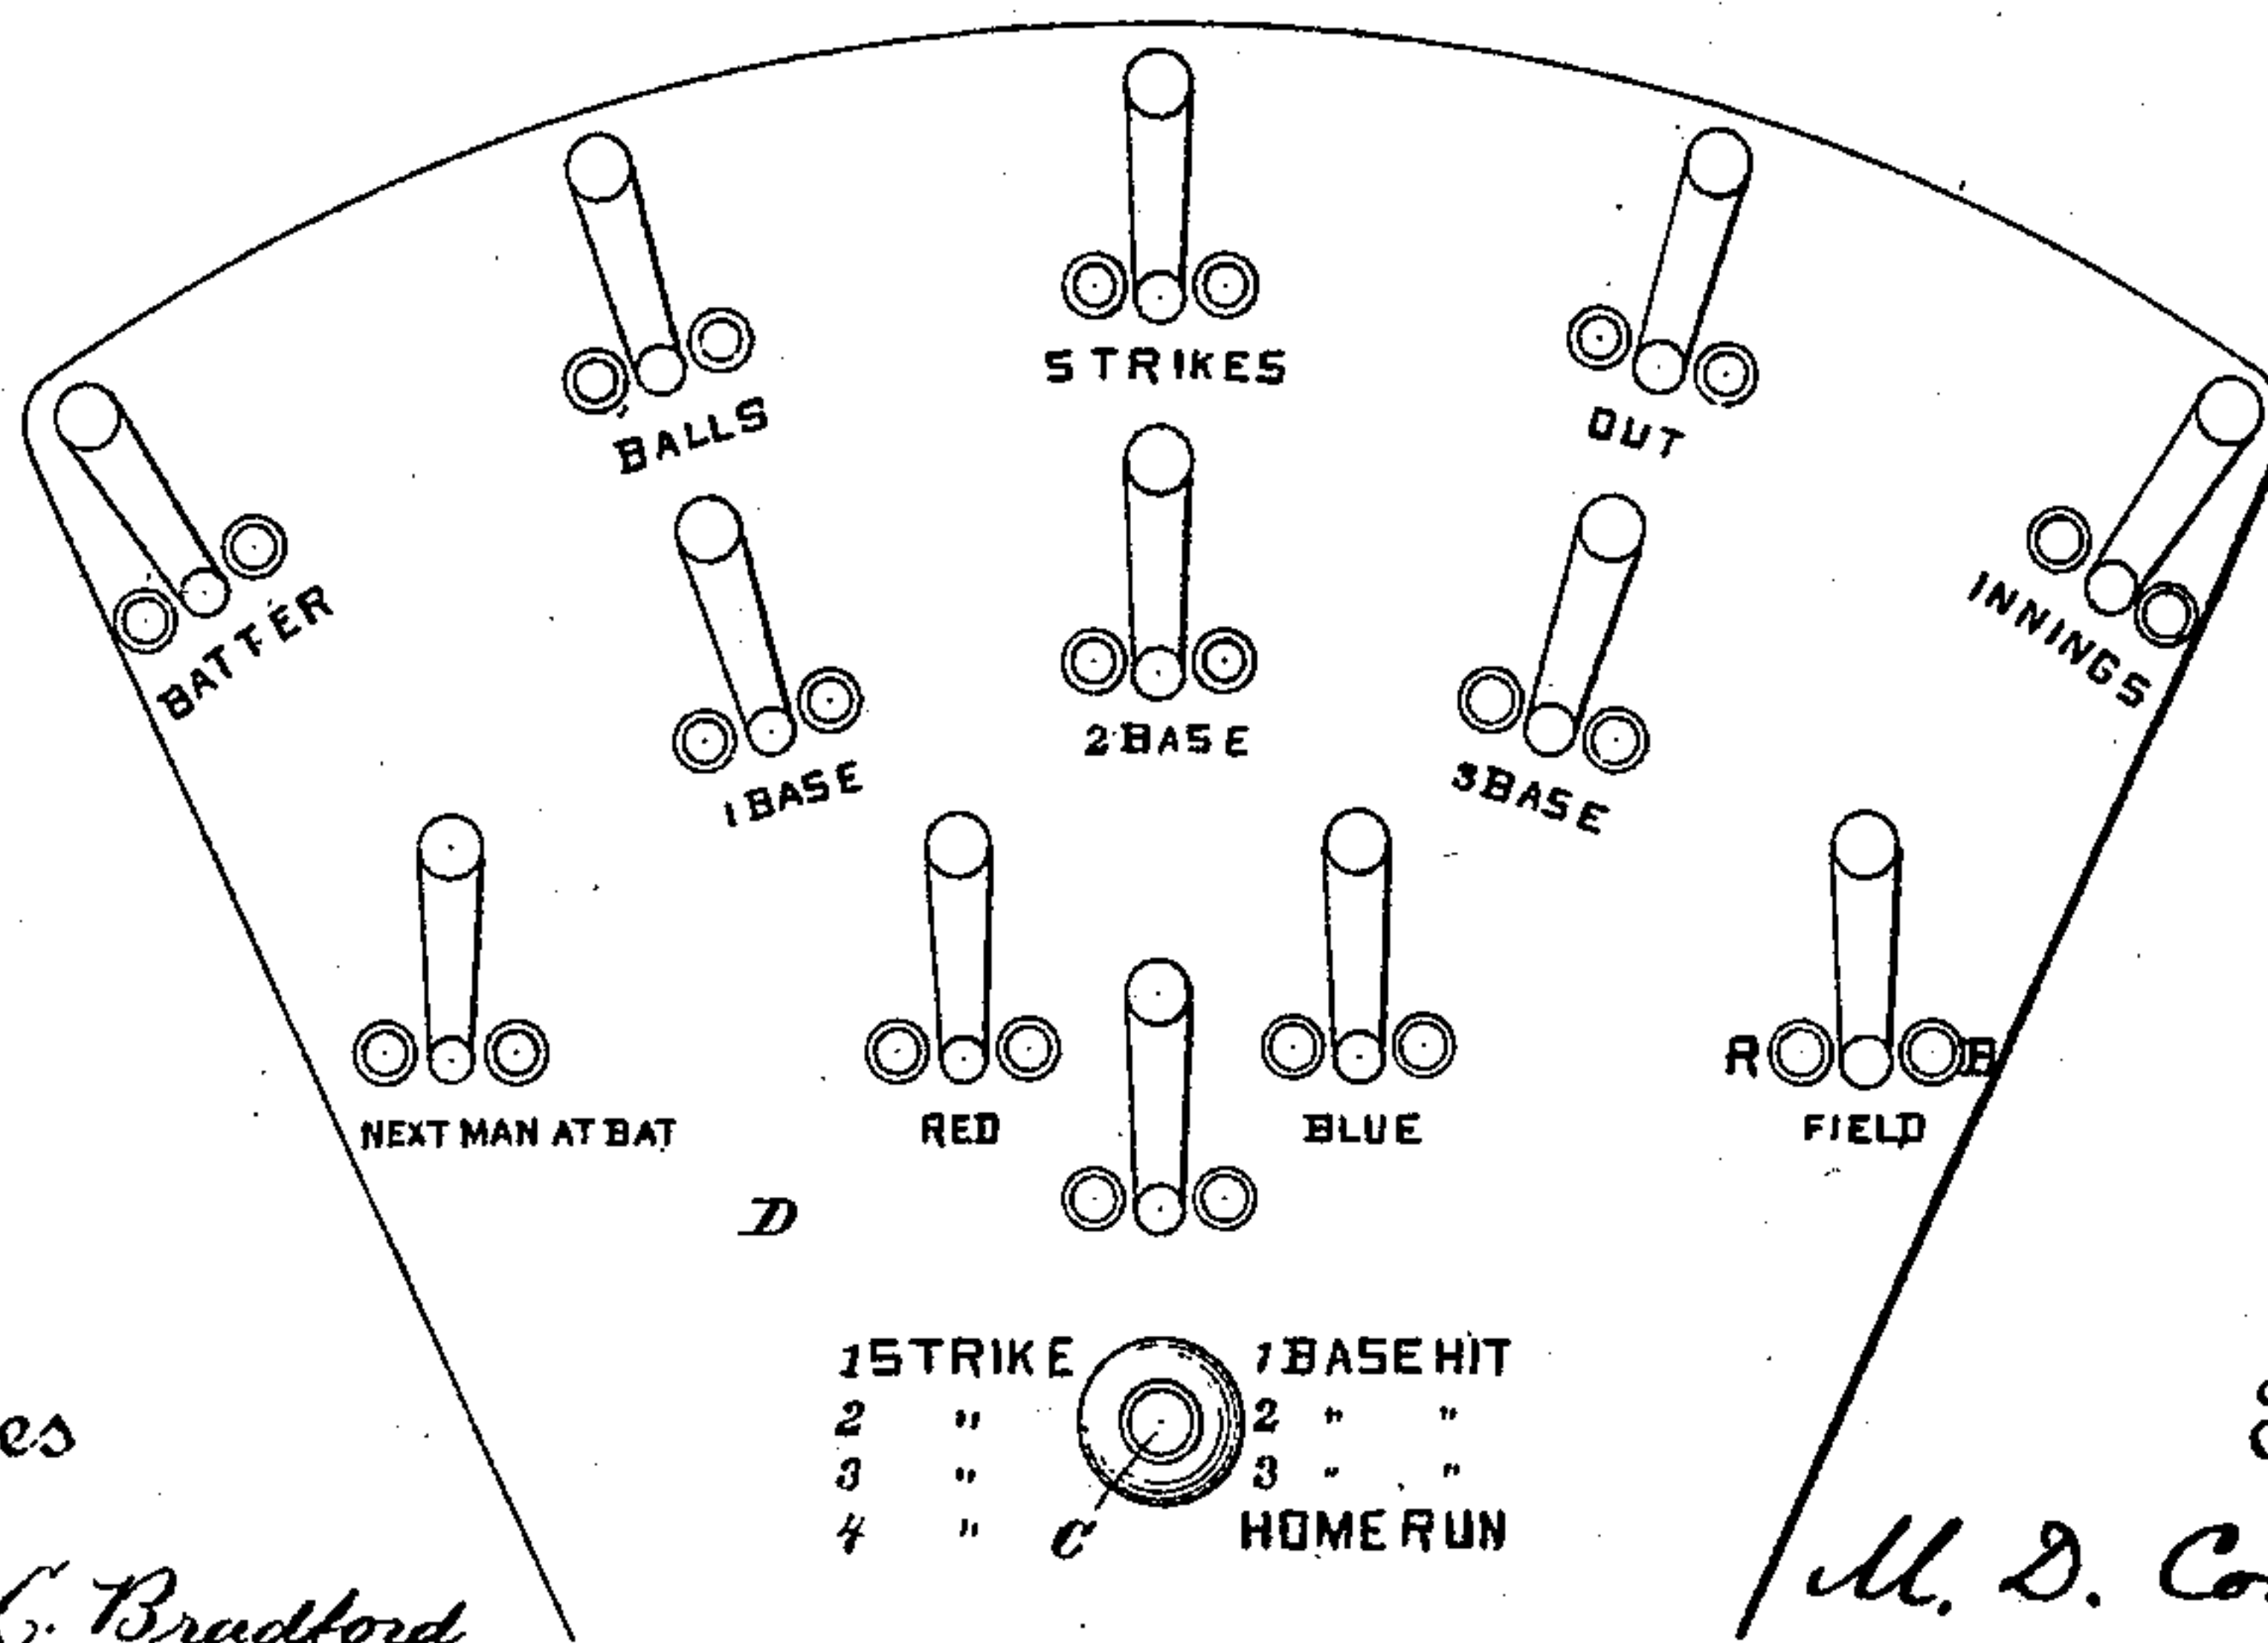 STRIKES
BALLS
OUT
BATTER
INNINGS
1 BASE
2 BASE
3 BASE
R B
NEXT MAN AT BAT
RED
BLUE
FIELD
D
1 STRIKE 1 BASE HIT
2 " 2 " "
3 " 3 " "
4 " C HOME RUN
es
C. Bradford
M. D. Co